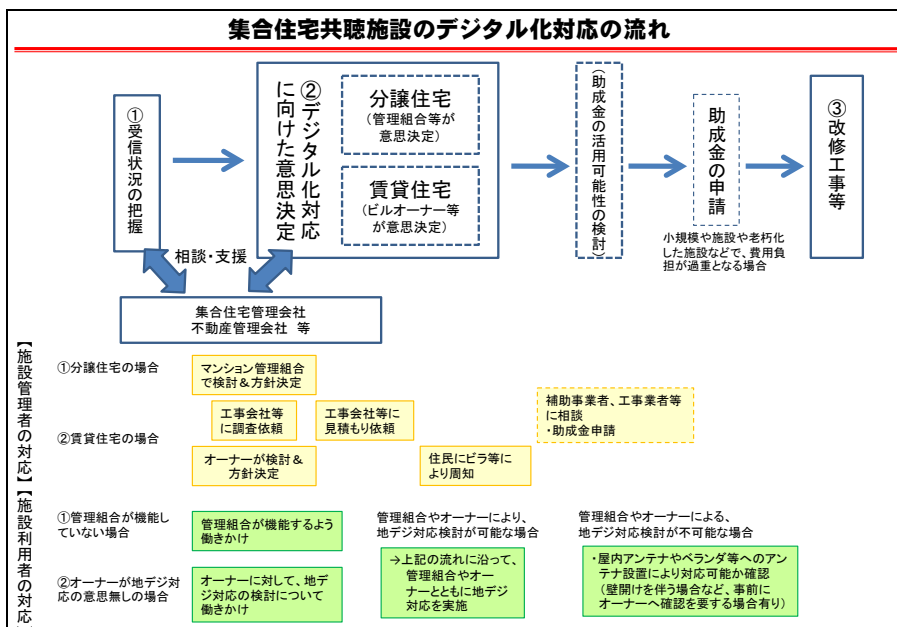 集合住宅共聴施設のデジタル化対応の流れ
①受信状況の把握
②デジタル化対応
に向けた意思決定
分譲住宅
(管理組合等が
意思決定)
賃貸住宅
(ビルオーナー等
が意思決定)
(助成金の活用可能性の検討)
助成金の申請
小規模や施設や老朽化
した施設などで、費用負
担が過重となる場合
③改修工事等
相談・支援
集合住宅管理会社
不動産管理会社 等
【施設管理者の対応】
①分譲住宅の場合
マンション管理組合
で検討&方針決定
工事会社等
に調査依頼
工事会社等に
見積もり依頼
補助事業者、工事業者等
に相談
・助成金申請
②賃貸住宅の場合
オーナーが検討&
方針決定
住民にビラ等に
より周知
【施設利用者の対応】
①管理組合が機能し
ていない場合
管理組合が機能するよう
働きかけ
管理組合やオーナーにより、
地デジ対応検討が可能な場合
管理組合やオーナーによる、
地デジ対応検討が不可能な場合
②オーナーが地デジ対
応の意思無しの場合
オーナーに対して、地デ
ジ対応の検討について
働きかけ
→上記の流れに沿って、
管理組合やオー
ナーとともに地デジ
対応を実施
・屋内アンテナやベランダ等へのアン
テナ設置により対応可能か確認
(壁開けを伴う場合など、事前に
オーナーへ確認を要する場合有り)